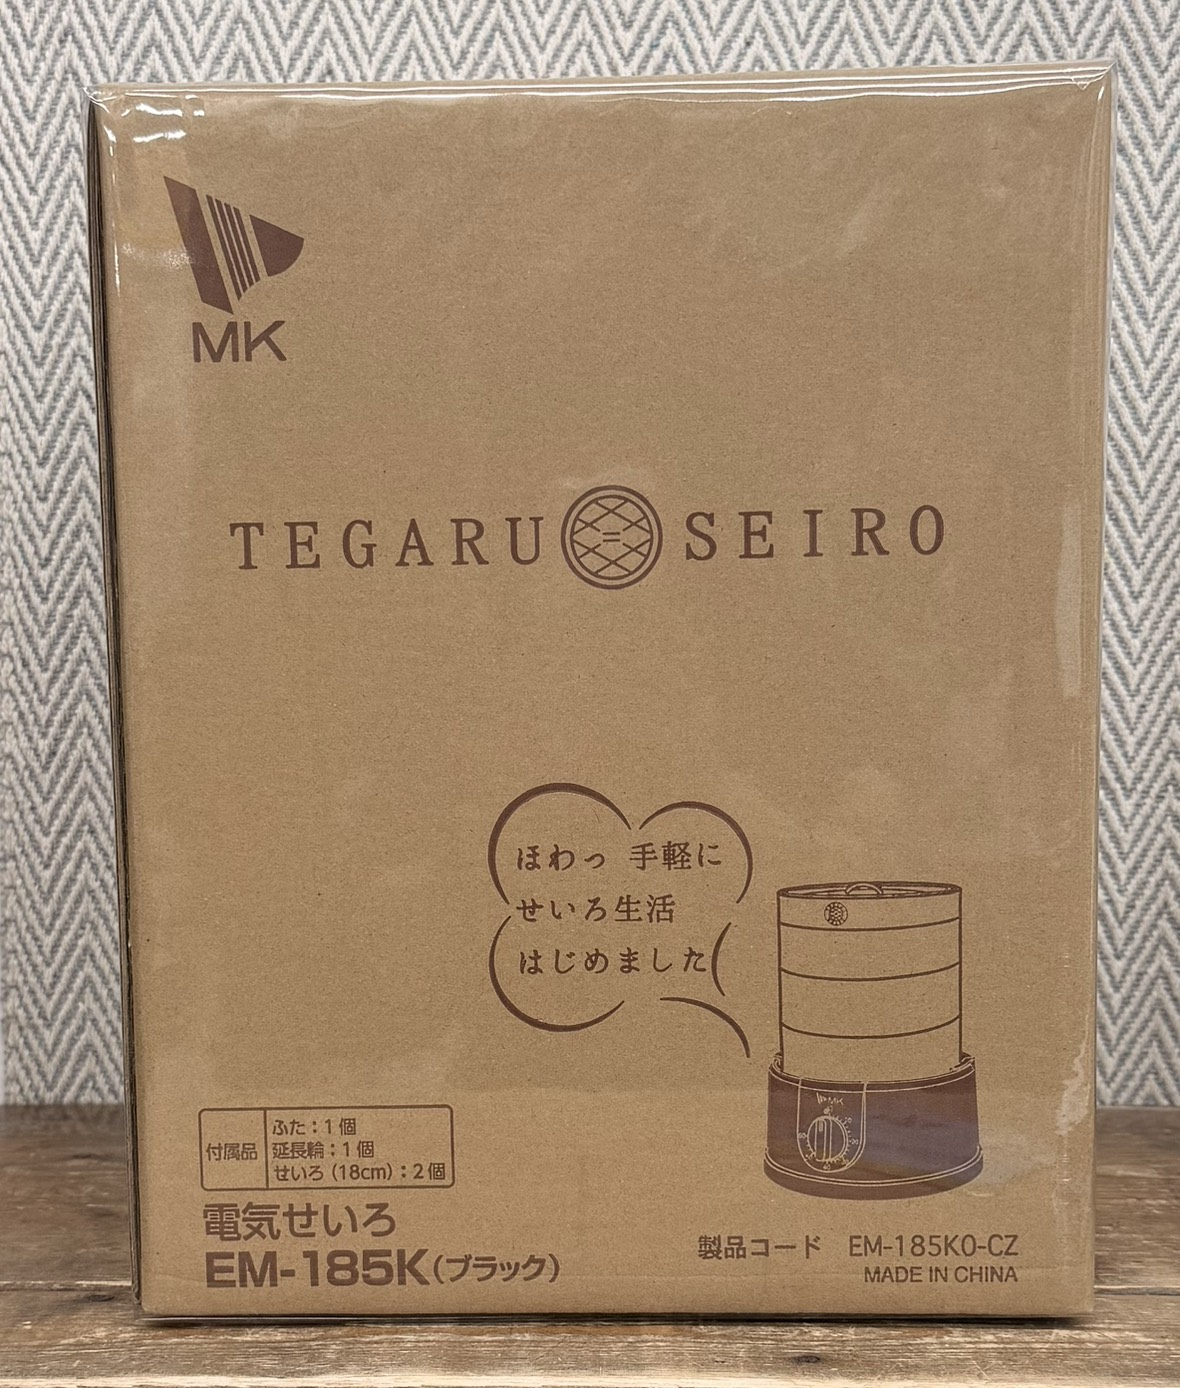 MK
TEGARU SEIRO
ほわっ 手軽に
せいろ生活
はじめました
MK
付属品
ふた：1個
延長輪：1個
せいろ（18cm）：2個
電気せいろ
EM-185K（ブラック）
製品コード EM-185K0-CZ
MADE IN CHINA